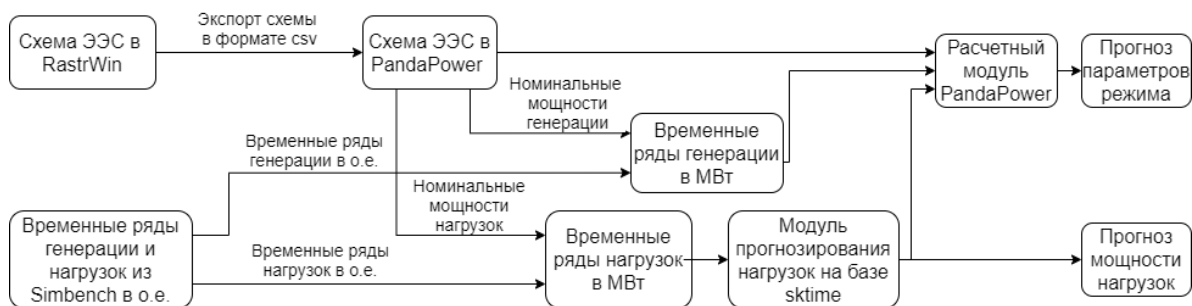 Схема ЭЭС в
RastrWin
Экспорт схемы
в формате csv
Схема ЭЭС в
PandaPower
Расчетный
модуль
PandaPower
Прогноз
параметров
режима
Номинальные
мощности
генерации
Временные ряды
генерации в о.е.
Временные
ряды генерации
в МВт
Номинальные
мощности
нагрузок
Временные ряды
генерации и
нагрузок из
Simbench в о.е.
Временные ряды
нагрузок в о.е.
Временные
ряды нагрузок
в МВт
Модуль
прогнозирования
нагрузок на базе
sktime
Прогноз
мощности
нагрузок